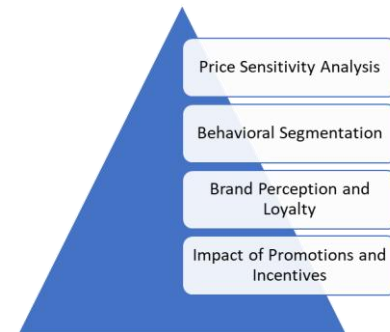 Price Sensitivity Analysis
Behavioral Segmentation
Brand Perception and
Loyalty
Impact of Promotions and
Incentives